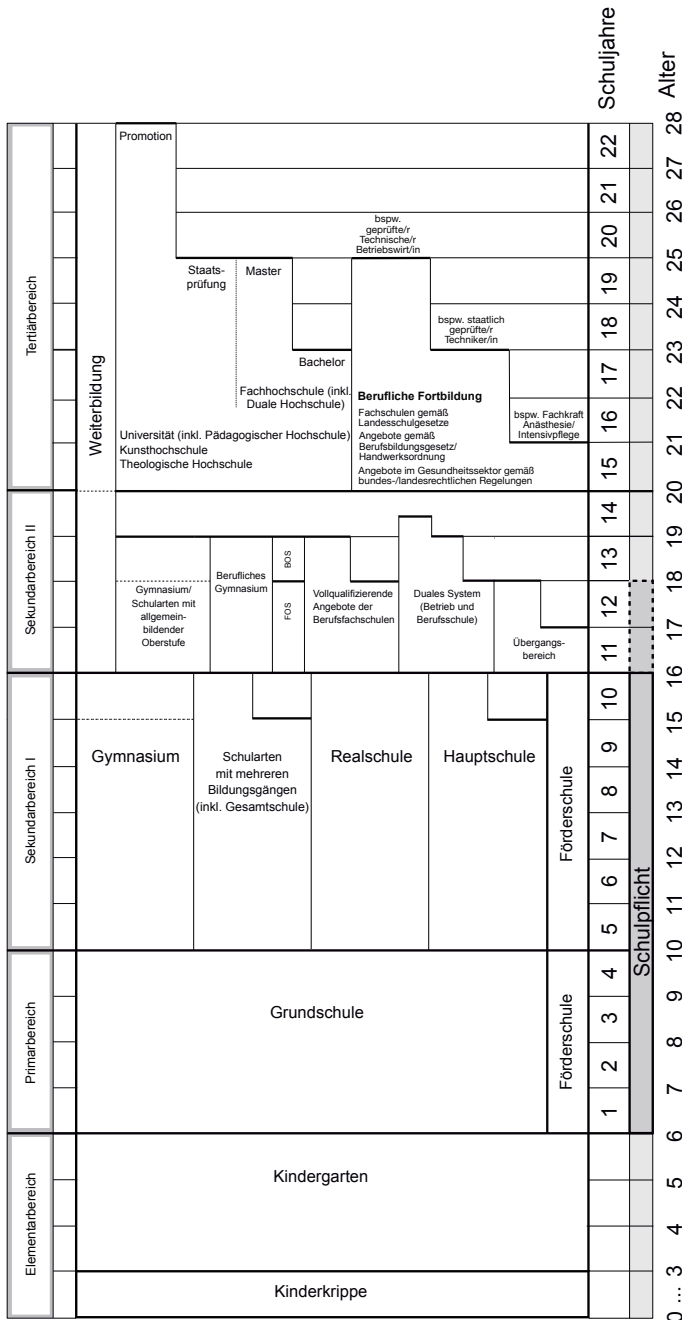 Schuljahre
Alter
Tertiärbereich
Sekundarbereich II
Sekundarbereich I
Primarbereich
Elementarbereich
Weiterbildung
Promotion
Staats-
prüfung
Master
Bachelor
Fachhochschule (inkl.
Duale Hochschule)
Universität (inkl. Pädagogischer Hochschule)
Kunsthochschule
Theologische Hochschule
bspw.
geprüfte/r
Technische/r
Betriebswirt/in
bspw. staatlich
geprüfte/r
Techniker/in
bspw. Fachkraft
Anästhesie/
Intensivpflege
Berufliche Fortbildung
Fachschulen gemäß
Landesschulgesetze
Angebote gemäß
Berufsbildungsgesetz/
Handwerksordnung
Angebote im Gesundheitssektor gemäß
bundes-/landesrechtlichen Regelungen
Gymnasium/
Schularten mit
allgemein-
bildender
Oberstufe
Berufliches
Gymnasium
BOS
FOS
Vollqualifizierende
Angebote der
Berufsfachschulen
Duales System
(Betrieb und
Berufsschule)
Übergangs-
bereich
Gymnasium
Schularten
mit mehreren
Bildungsgängen
(inkl. Gesamtschule)
Realschule
Hauptschule
Förderschule
Grundschule
Förderschule
Kindergarten
Kinderkrippe
22
21
20
19
18
17
16
15
14
13
12
11
10
9
8
7
6
5
4
3
2
1
Schulpflicht
28
27
26
25
24
23
22
21
20
19
18
17
16
15
14
13
12
11
10
9
8
7
6
5
4
3
...
0